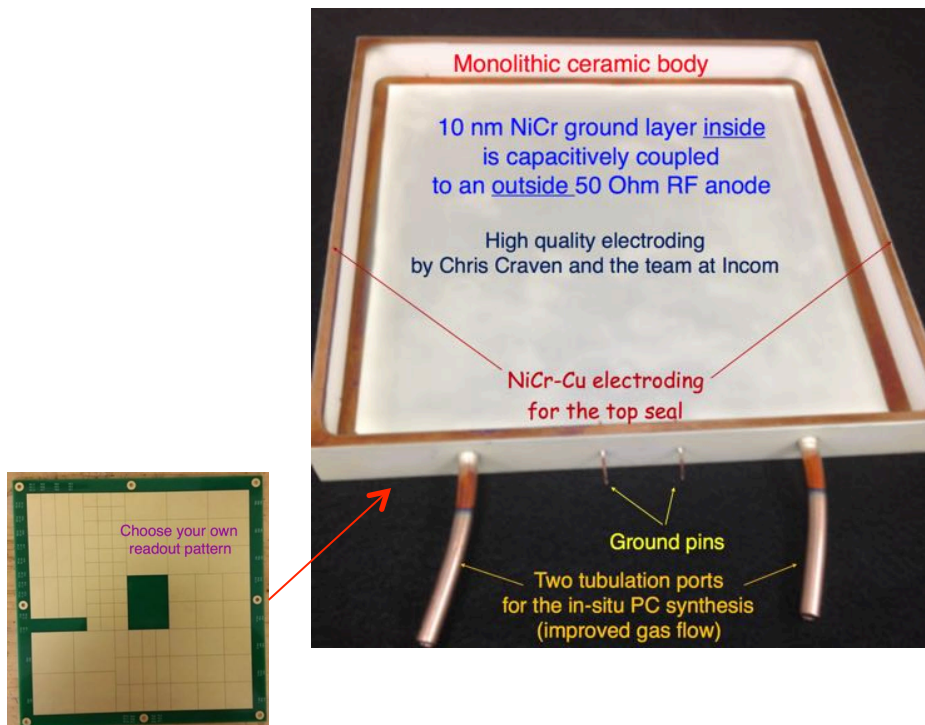 Monolithic ceramic body
10 nm NiCr ground layer inside
is capacitively coupled
to an outside 50 Ohm RF anode
High quality electroding
by Chris Craven and the team at Incom
NiCr-Cu electroding
for the top seal
Choose your own
readout pattern
Ground pins
Two tubulation ports
for the in-situ PC synthesis
(improved gas flow)